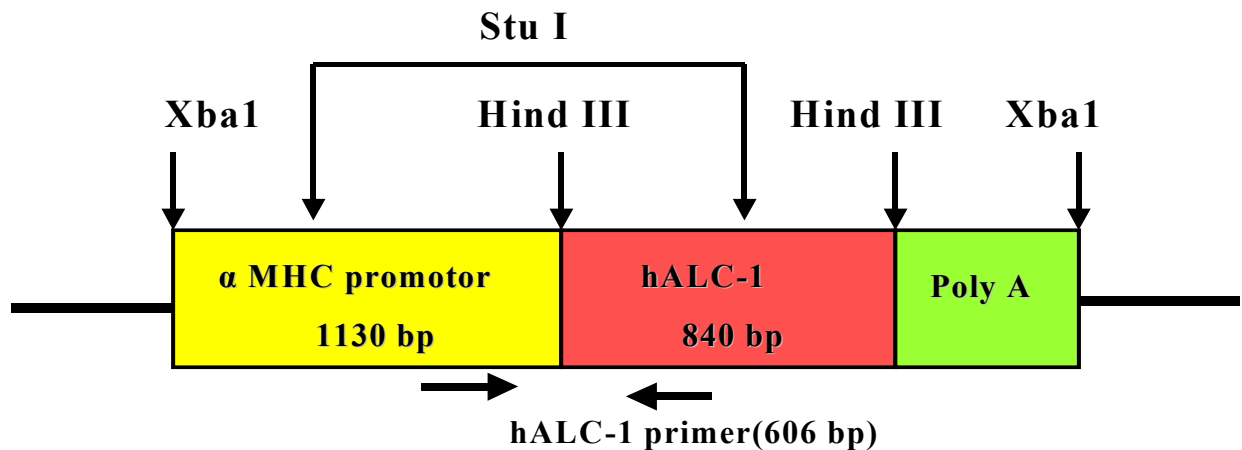 Stu I
Xba1 Hind III Hind III Xba1
α MHC promotor
1130 bp
hALC-1
840 bp
Poly A
hALC-1 primer(606 bp)